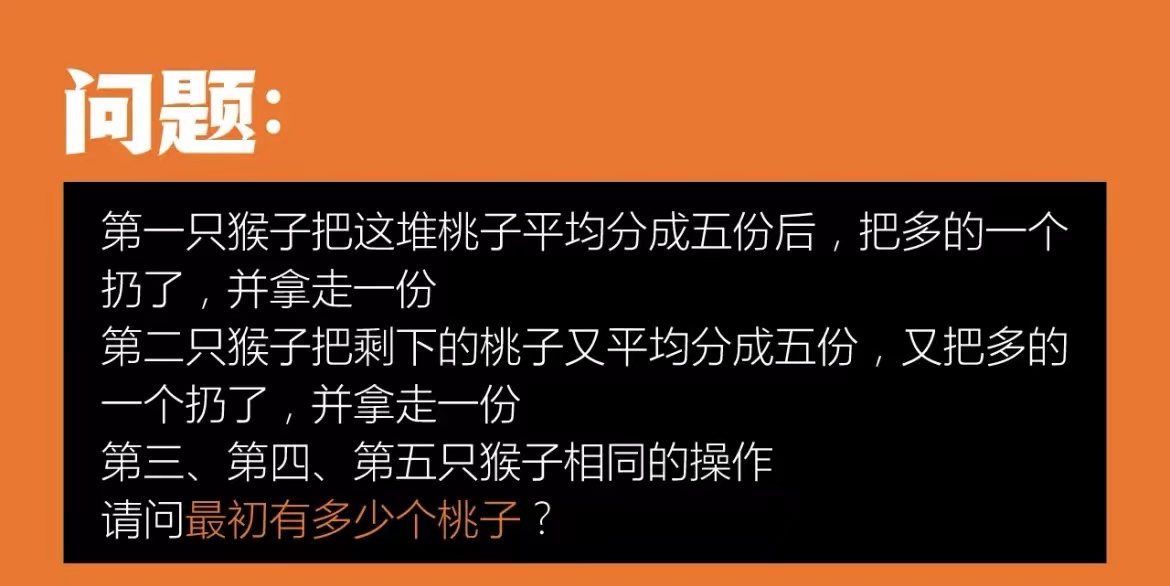 问题:
第一只猴子把这堆桃子平均分成五份后，把多的一个
扔了，并拿走一份
第二只猴子把剩下的桃子又平均分成五份，又把多的
一个扔了，并拿走一份
第三、第四、第五只猴子相同的操作
请问最初有多少个桃子？